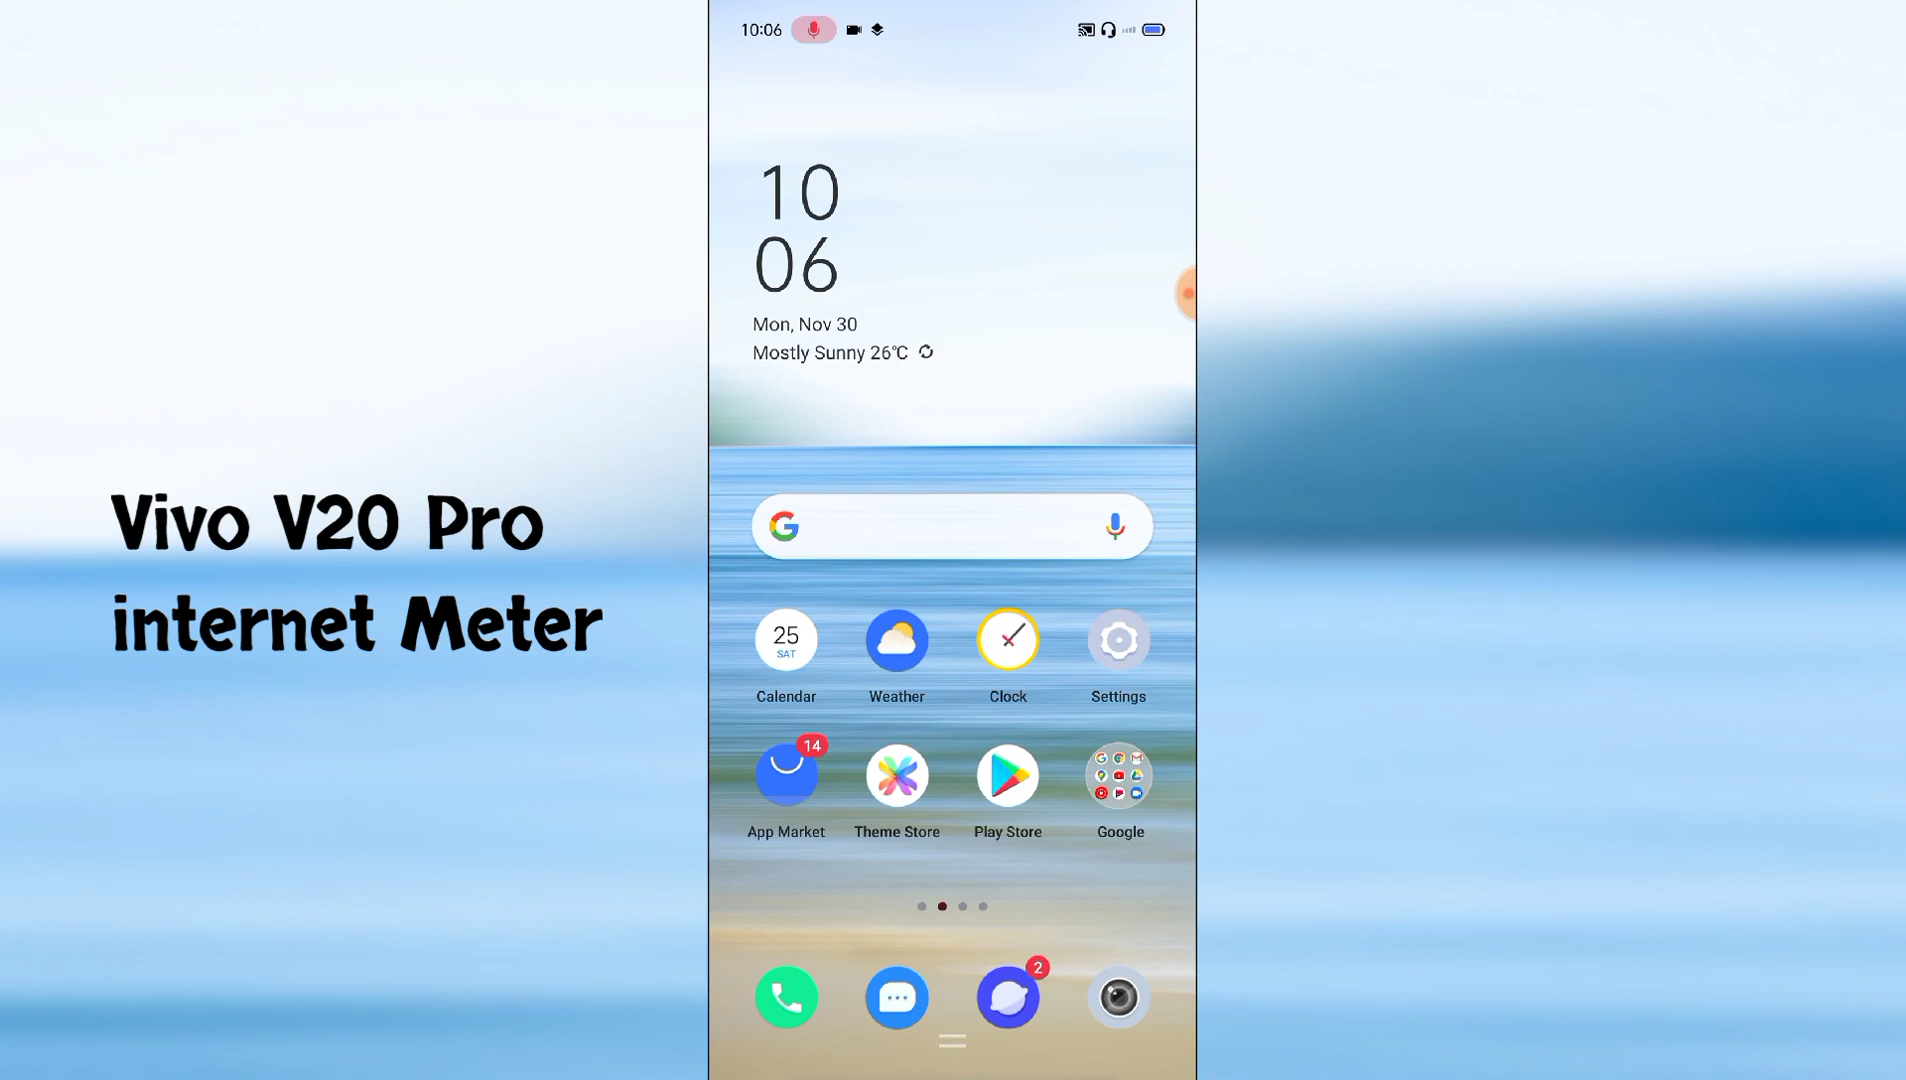 10:06
Vivo V20 Pro
internet Meter
10
06
Mon, Nov 30
Mostly Sunny 26℃
25
SAT
Calendar
Weather
Clock
Settings
14
App Market
Theme Store
Play Store
Google
2